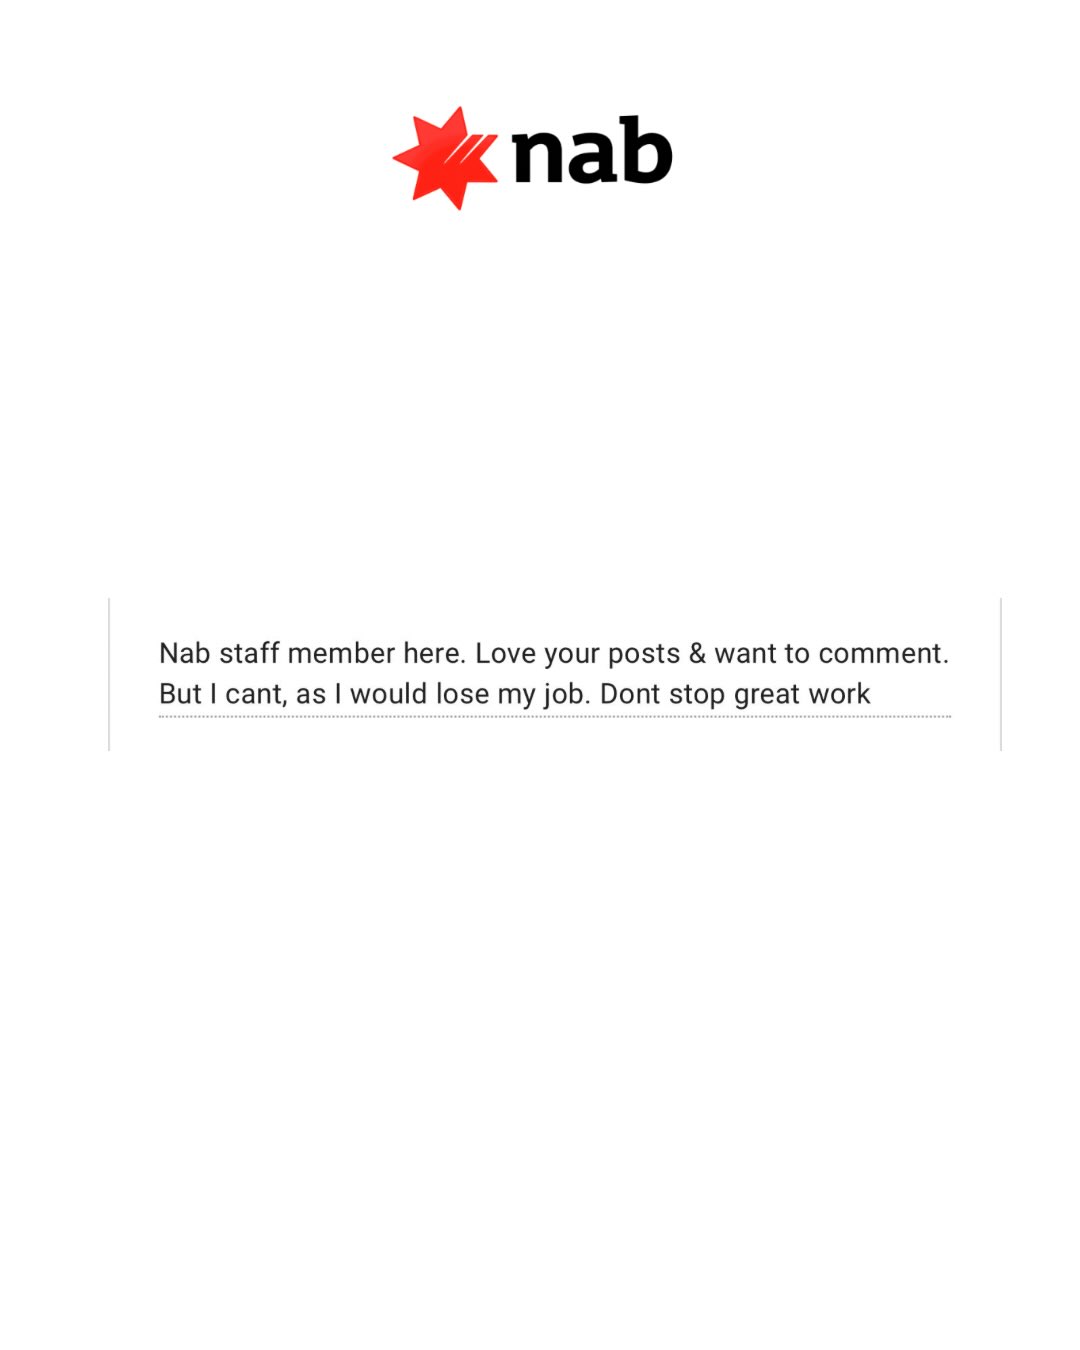 nab
Nab staff member here. Love your posts & want to comment.
But I cant, as I would lose my job. Dont stop great work